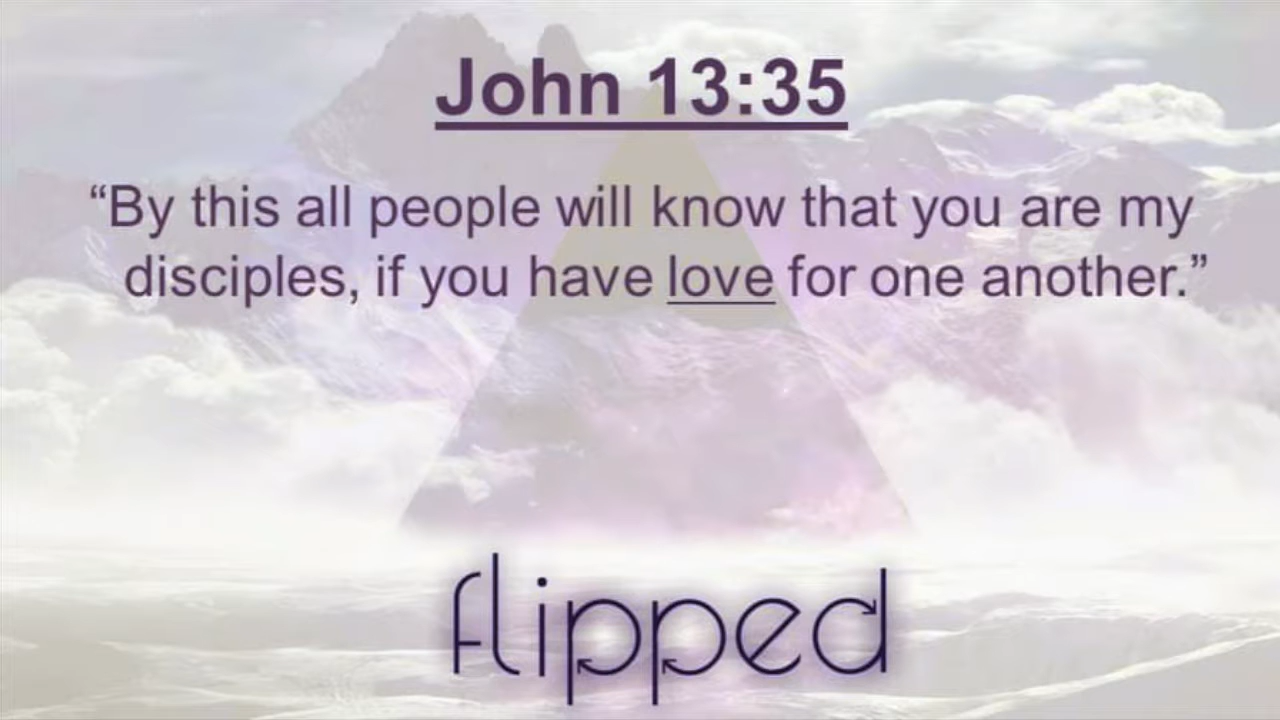 John 13:35
“By this all people will know that you are my
disciples, if you have love for one another.”
flipped